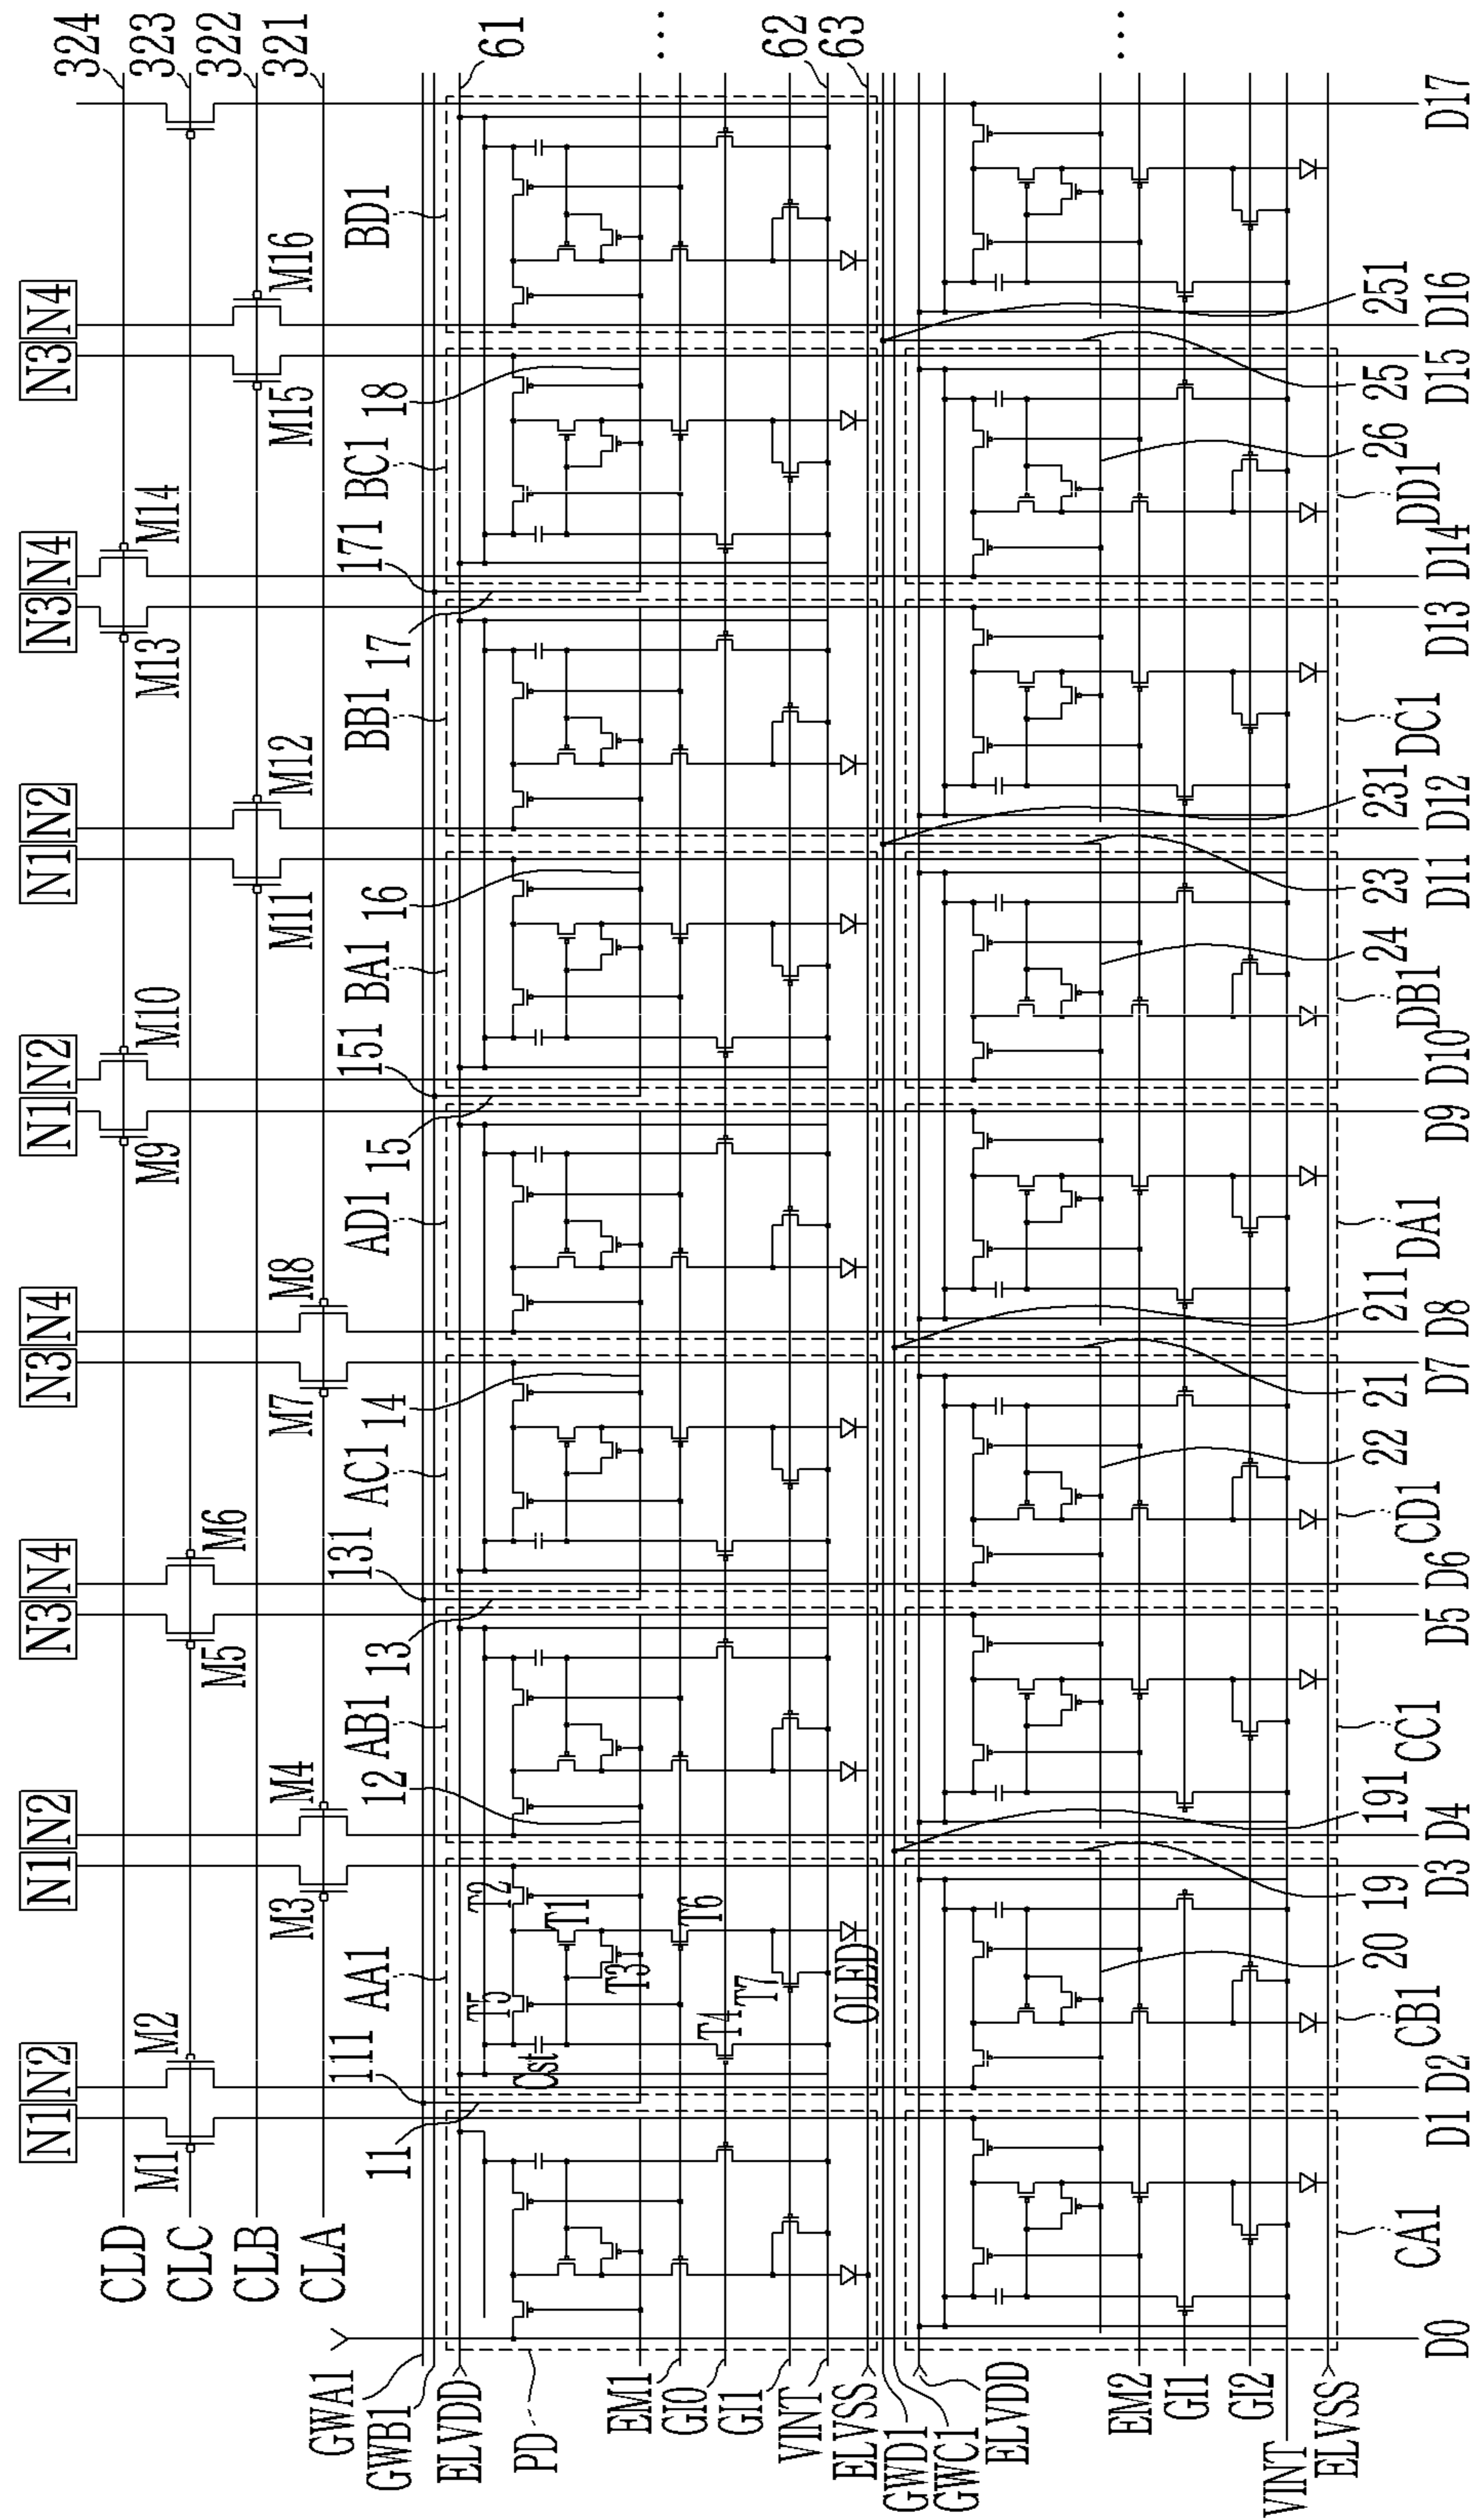 324
323
322
321
61
...
62
63
...
D17
N4
N3
N4
N3
N2
N1
N2
N1
N4
N3
N4
N3
N2
N1
N2
N1
M16
M15
M14
M13
M12
M11
M10
M9
M8
M7
M6
M5
M4
M3
M2
M1
CLD
CLC
CLB
CLA
BD1
18
BC1
171
17
BB1
16
BA1
151
15
AD1
14
AC1
131
13
AB1
12
AA1
111
11
T2
T1
T6
T5
T3
T7
T4
Cst
OLED
GWA1
GWB1
ELVDD
PD
EM1
GI0
GI1
VINT
ELVSS
GWD1
GWC1
ELVDD
EM2
GI1
GI2
VINT
ELVSS
251
25
26
DD1
DC1
231
23
24
DB1
DA1
211
21
22
CD1
CC1
191
19
20
CB1
CA1
D16
D15
D14
D13
D12
D11
D10
D9
D8
D7
D6
D5
D4
D3
D2
D1
D0